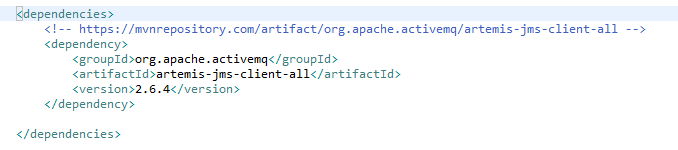 <dependencies>
<!-- https://mvnrepository.com/artifact/org.apache.activemq/artemis-jms-client-all -->
<dependency>
<groupId>org.apache.activemq</groupId>
<artifactId>artemis-jms-client-all</artifactId>
<version>2.6.4</version>
</dependency>
</dependencies>